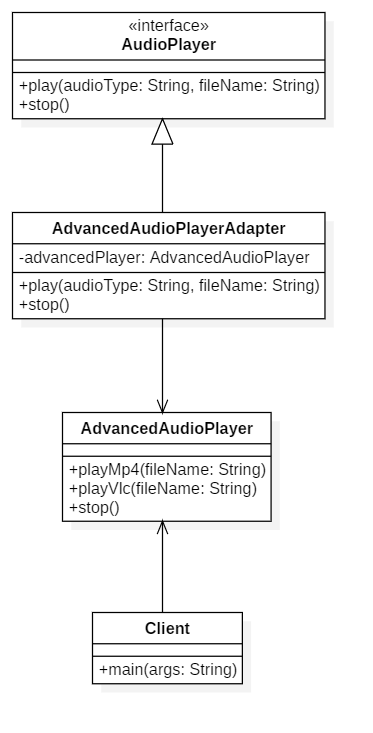 «interface»
AudioPlayer
+play(audioType: String, fileName: String)
+stop()
AdvancedAudioPlayerAdapter
-advancedPlayer: AdvancedAudioPlayer
+play(audioType: String, fileName: String)
+stop()
AdvancedAudioPlayer
+playMp4(fileName: String)
+playVlc(fileName: String)
+stop()
Client
+main(args: String)